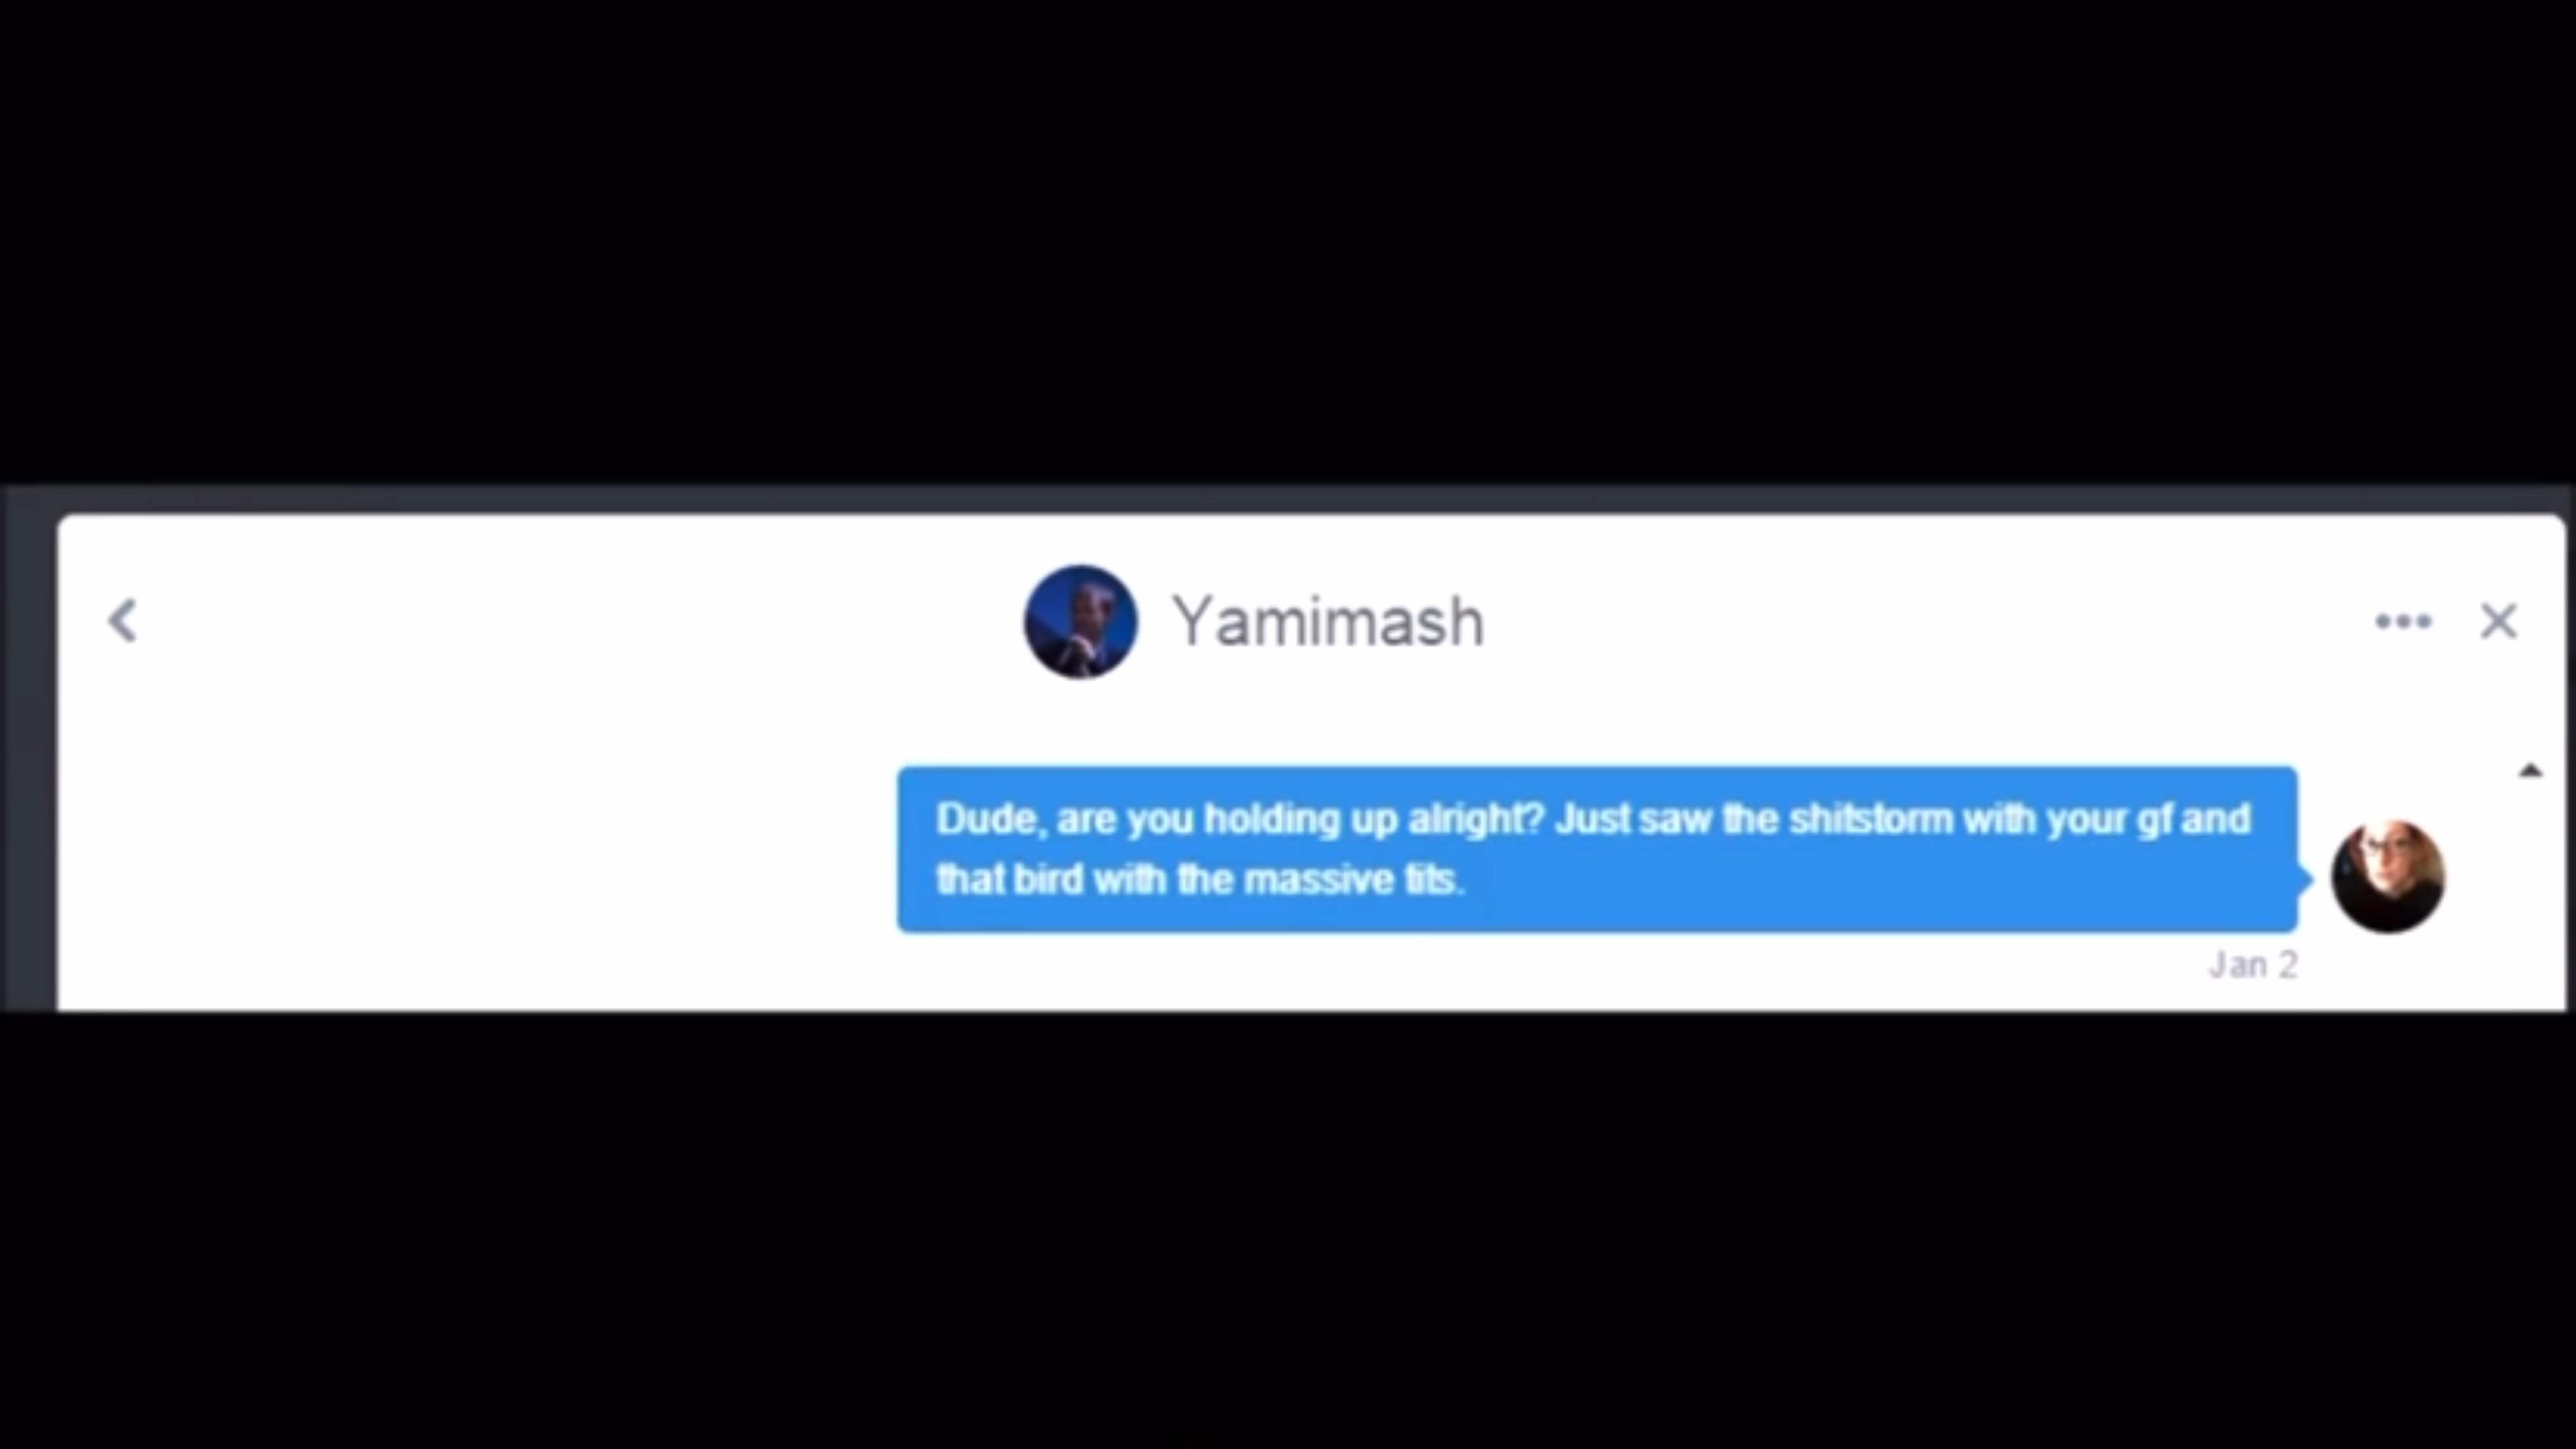 Yamimash
Dude, are you holding up alright? Just saw the shitstorm with your gf and
that bird with the massive tits.
Jan 2